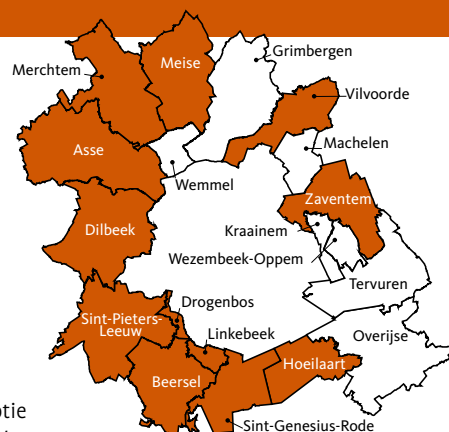 Grimbergen
Meise
Merchtem
Vilvoorde
Machelen
Asse
Wemmel
Zaventem
Dilbeek
Kraainem
Wezembeek-Oppem
Tervuren
Drogenbos
Sint-Pieters-
Leeuw
Linkebeek
Overijse
Hoeilaart
Beersel
Sint-Genesius-Rode
tie